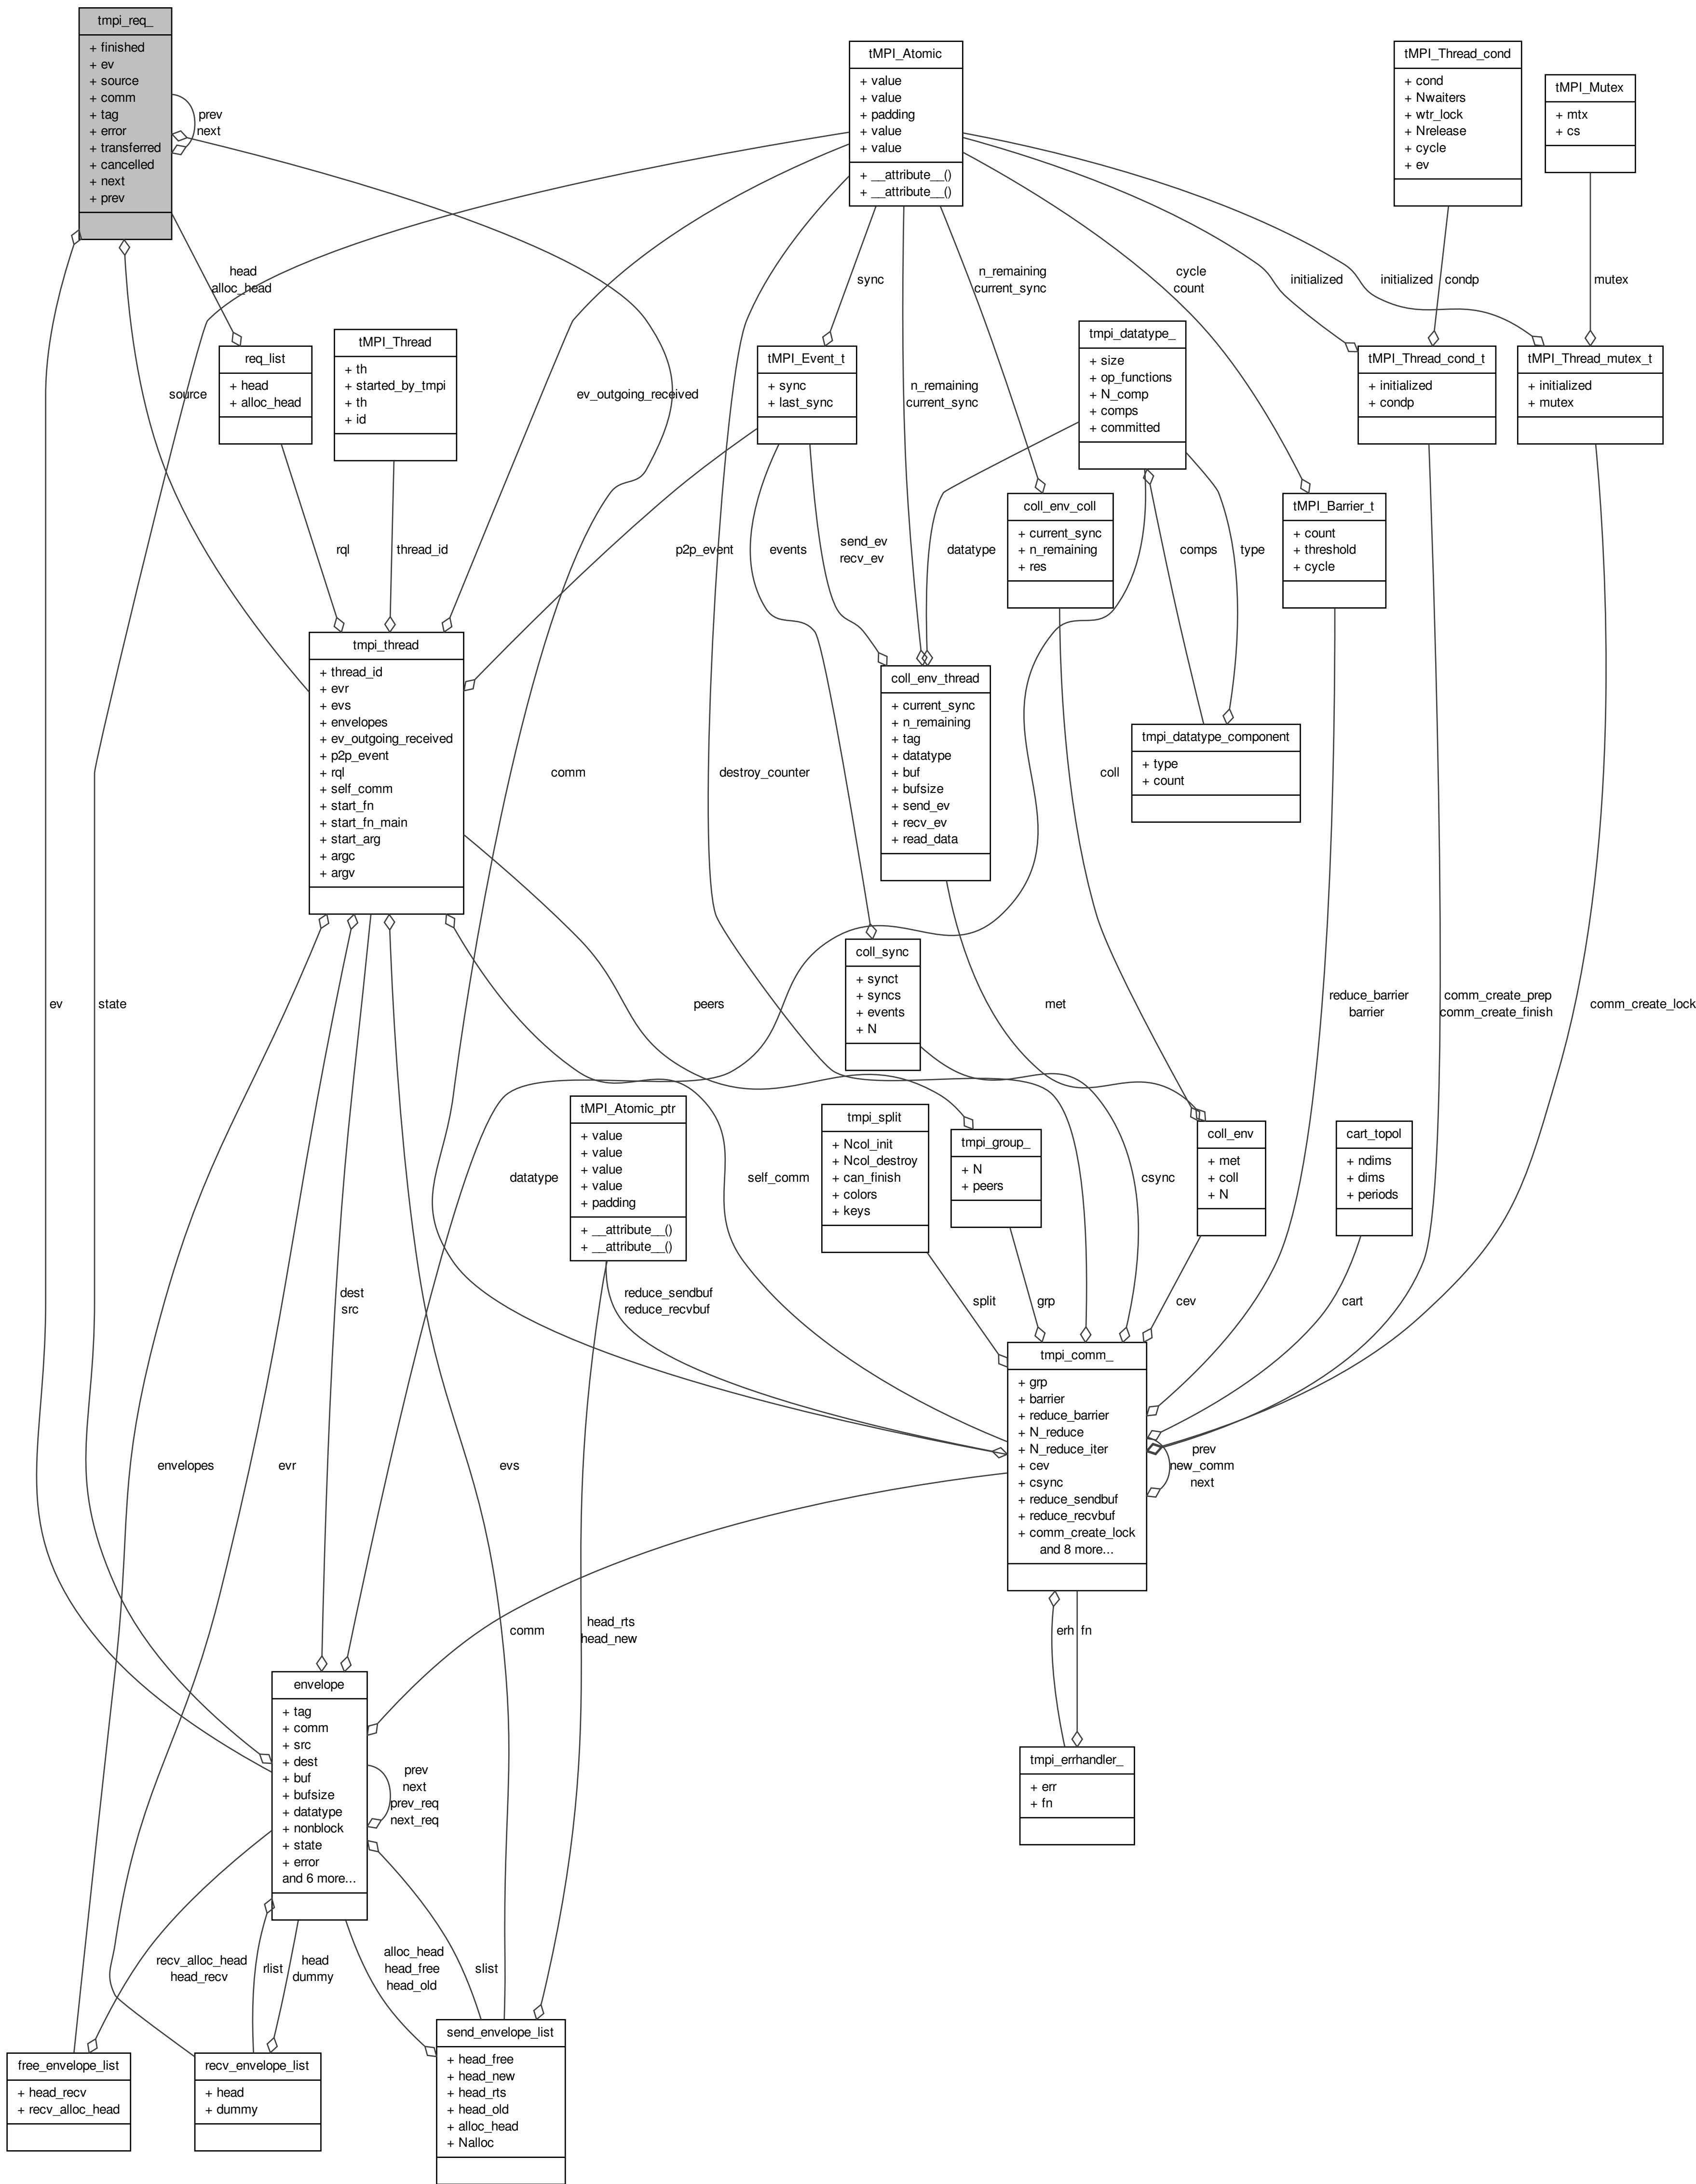 tmpi_req_
+ finished
+ ev
+ source
+ comm
+ tag
+ error
+ transferred
+ cancelled
+ next
+ prev
prev
next
tMPI_Atomic
+ value
+ value
+ padding
+ value
+ value
+ __attribute__()
+ __attribute__()
tMPI_Thread_cond
+ cond
+ Nwaiters
+ wtr_lock
+ Nrelease
+ cycle
+ ev
tMPI_Mutex
+ mtx
+ cs
head
alloc_head
sync
n_remaining
current_sync
cycle
count
initialized
initialized
condp
mutex
source
req_list
+ head
+ alloc_head
tMPI_Thread
+ th
+ started_by_tmpi
+ th
+ id
ev_outgoing_received
tMPI_Event_t
+ sync
+ last_sync
n_remaining
current_sync
tmpi_datatype_
+ size
+ op_functions
+ N_comp
+ comps
+ committed
tMPI_Thread_cond_t
+ initialized
+ condp
tMPI_Thread_mutex_t
+ initialized
+ mutex
rql
thread_id
p2p_event
events
send_ev
recv_ev
datatype
coll_env_coll
+ current_sync
+ n_remaining
+ res
comps
type
tMPI_Barrier_t
+ count
+ threshold
+ cycle
tmpi_thread
+ thread_id
+ evr
+ evs
+ envelopes
+ ev_outgoing_received
+ p2p_event
+ rql
+ self_comm
+ start_fn
+ start_fn_main
+ start_arg
+ argc
+ argv
comm
destroy_counter
coll_env_thread
+ current_sync
+ n_remaining
+ tag
+ datatype
+ buf
+ bufsize
+ send_ev
+ recv_ev
+ read_data
coll
tmpi_datatype_component
+ type
+ count
ev
state
peers
coll_sync
+ synct
+ syncs
+ events
+ N
met
reduce_barrier
barrier
comm_create_prep
comm_create_finish
comm_create_lock
datatype
tMPI_Atomic_ptr
+ value
+ value
+ value
+ value
+ padding
+ __attribute__()
+ __attribute__()
self_comm
tmpi_split
+ Ncol_init
+ Ncol_destroy
+ can_finish
+ colors
+ keys
tmpi_group_
+ N
+ peers
csync
coll_env
+ met
+ coll
+ N
cart_topol
+ ndims
+ dims
+ periods
dest
src
reduce_sendbuf
reduce_recvbuf
split
grp
cev
cart
envelopes
evr
evs
tmpi_comm_
+ grp
+ barrier
+ reduce_barrier
+ N_reduce
+ N_reduce_iter
+ cev
+ csync
+ reduce_sendbuf
+ reduce_recvbuf
+ comm_create_lock
and 8 more...
prev
new_comm
next
comm
head_rts
head_new
erh
fn
envelope
+ tag
+ comm
+ src
+ dest
+ buf
+ bufsize
+ datatype
+ nonblock
+ state
+ error
and 6 more...
prev
next
prev_req
next_req
tmpi_errhandler_
+ err
+ fn
recv_alloc_head
head_recv
rlist
head
dummy
alloc_head
head_free
head_old
slist
free_envelope_list
+ head_recv
+ recv_alloc_head
recv_envelope_list
+ head
+ dummy
send_envelope_list
+ head_free
+ head_new
+ head_rts
+ head_old
+ alloc_head
+ Nalloc